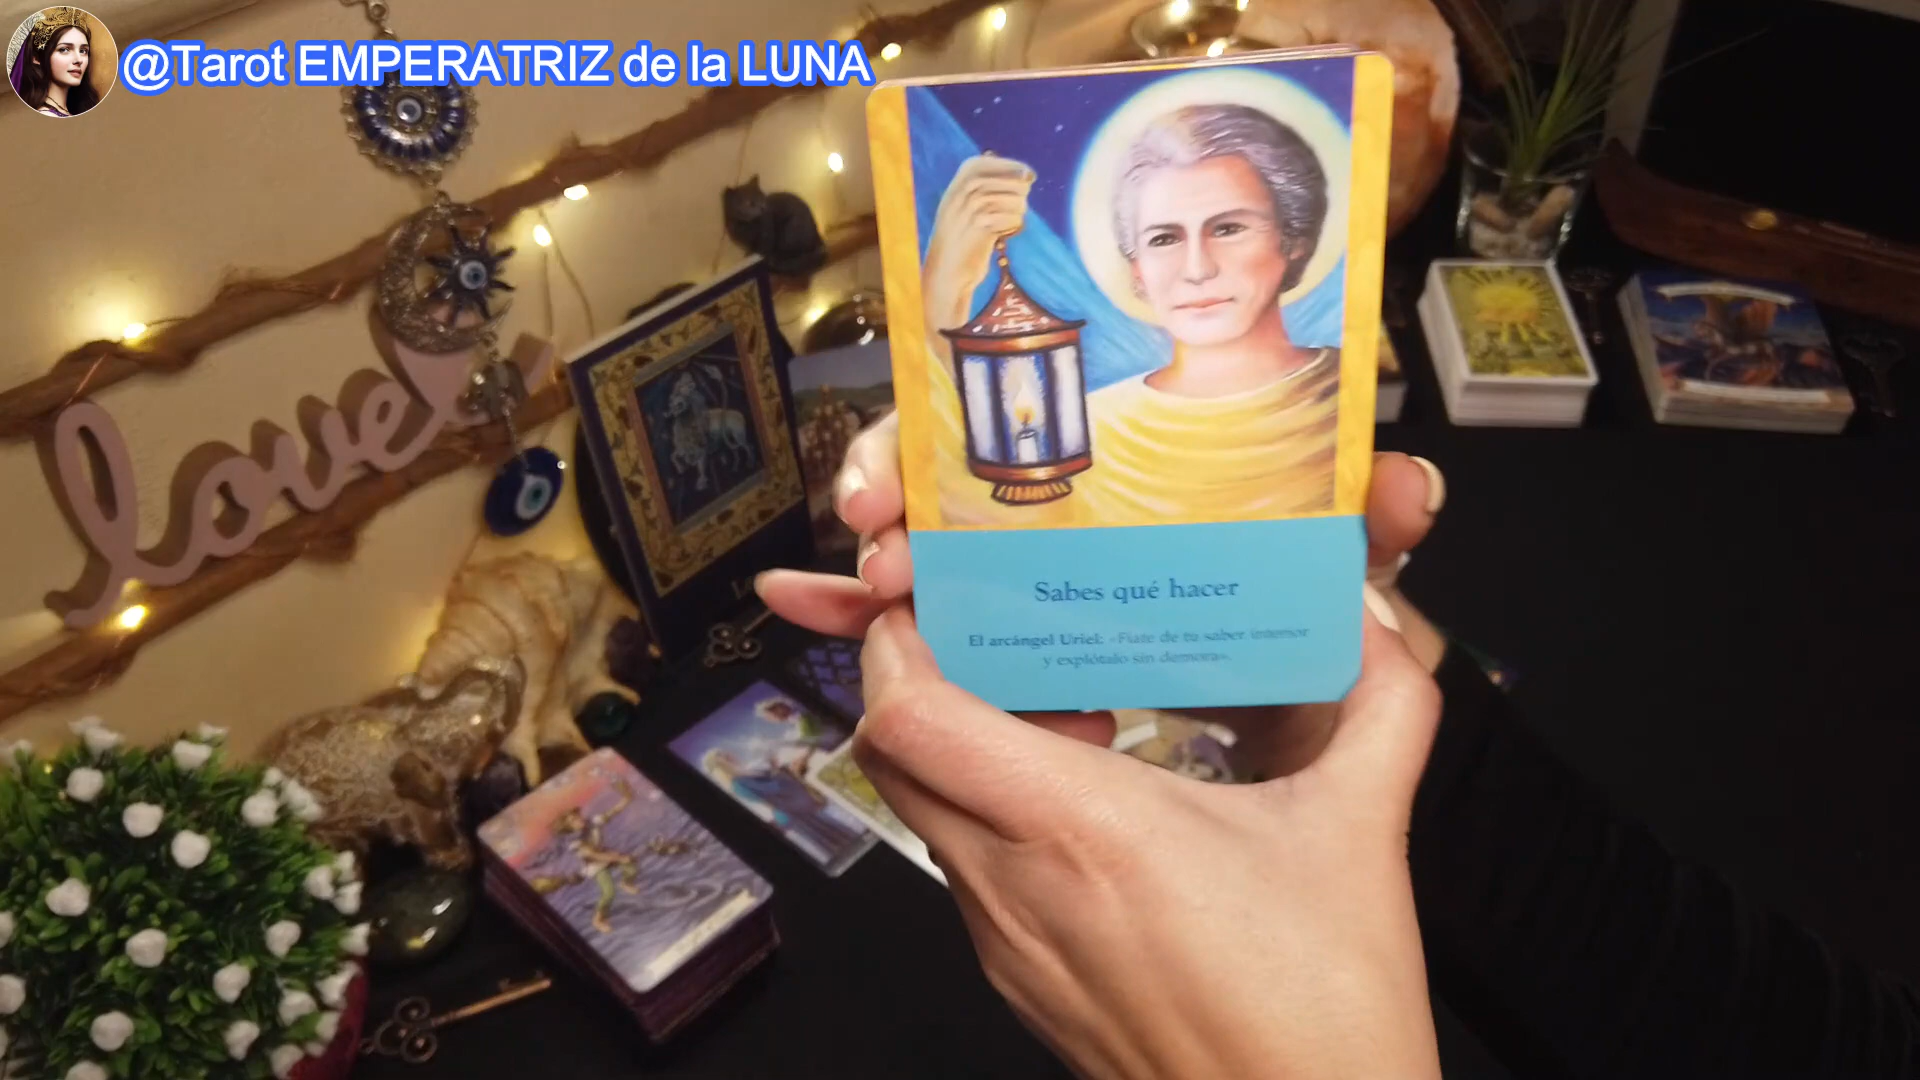 @Tarot EMPERATRIZ de la LUNA
love
Sabes qué hacer
El arcángel Uriel: «Fíate de tu saber interior
y explótalo sin demora».